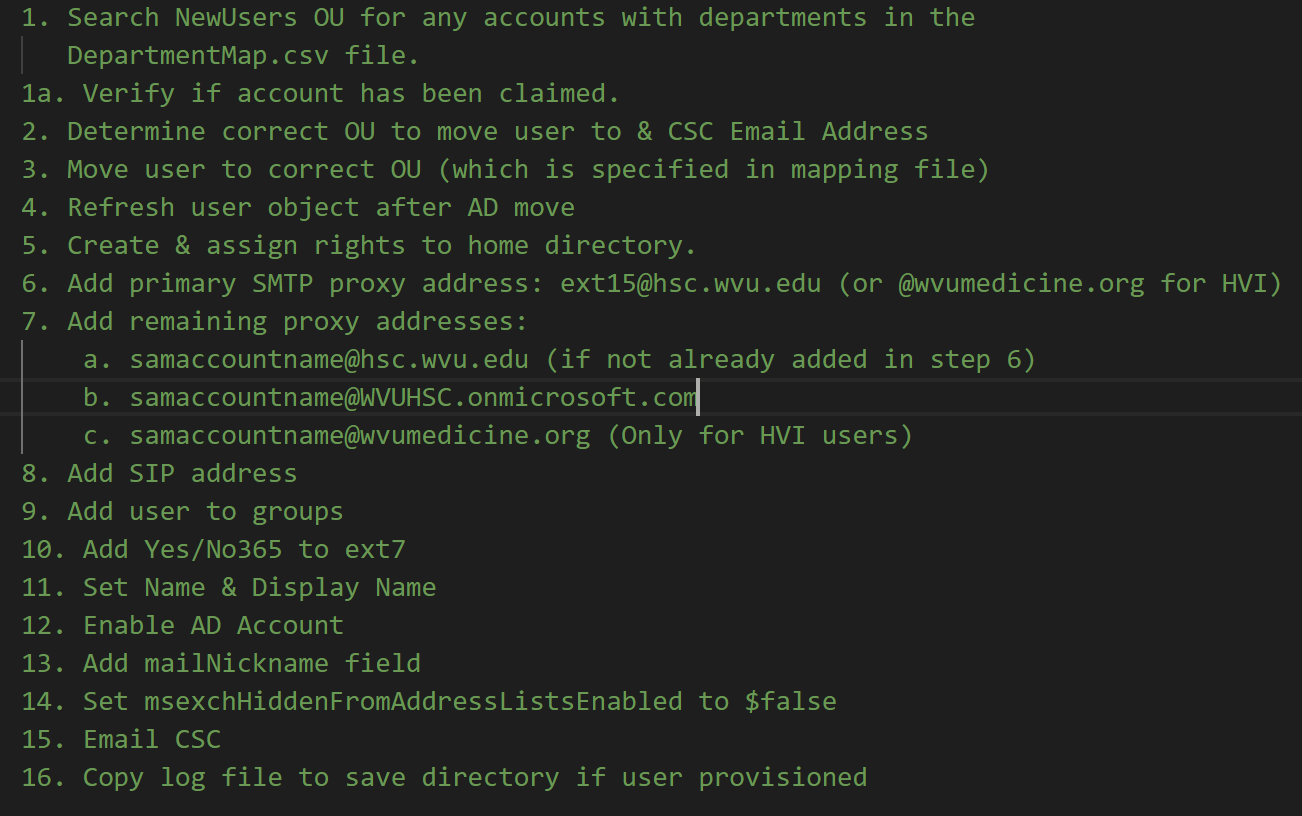 1. Search NewUsers OU for any accounts with departments in the
DepartmentMap.csv file.
1a. Verify if account has been claimed.
2. Determine correct OU to move user to & CSC Email Address
3. Move user to correct OU (which is specified in mapping file)
4. Refresh user object after AD move
5. Create & assign rights to home directory.
6. Add primary SMTP proxy address: ext15@hsc.wvu.edu (or @wvumedicine.org for HVI)
7. Add remaining proxy addresses:
a. samaccountname@hsc.wvu.edu (if not already added in step 6)
b. samaccountname@WVUHSC.onmicrosoft.com
c. samaccountname@wvumedicine.org (Only for HVI users)
8. Add SIP address
9. Add user to groups
10. Add Yes/No365 to ext7
11. Set Name & Display Name
12. Enable AD Account
13. Add mailNickname field
14. Set msexchHiddenFromAddressListsEnabled to $false
15. Email CSC
16. Copy log file to save directory if user provisioned